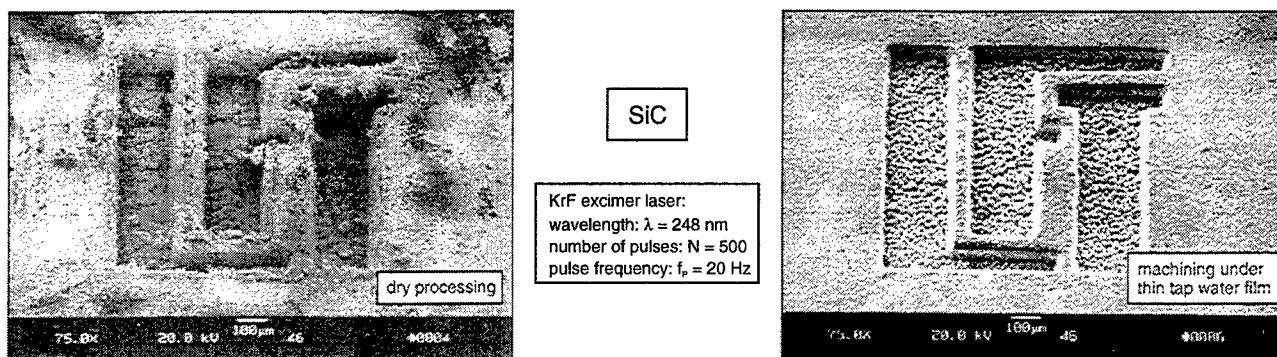 dry processing
75.0X 20.0 kV 100μm 46 #0004
SiC
KrF excimer laser:
wavelength: λ = 248 nm
number of pulses: N = 500
pulse frequency: fₚ = 20 Hz
machining under
thin tap water film
75.0X 20.0 kV 100μm 46